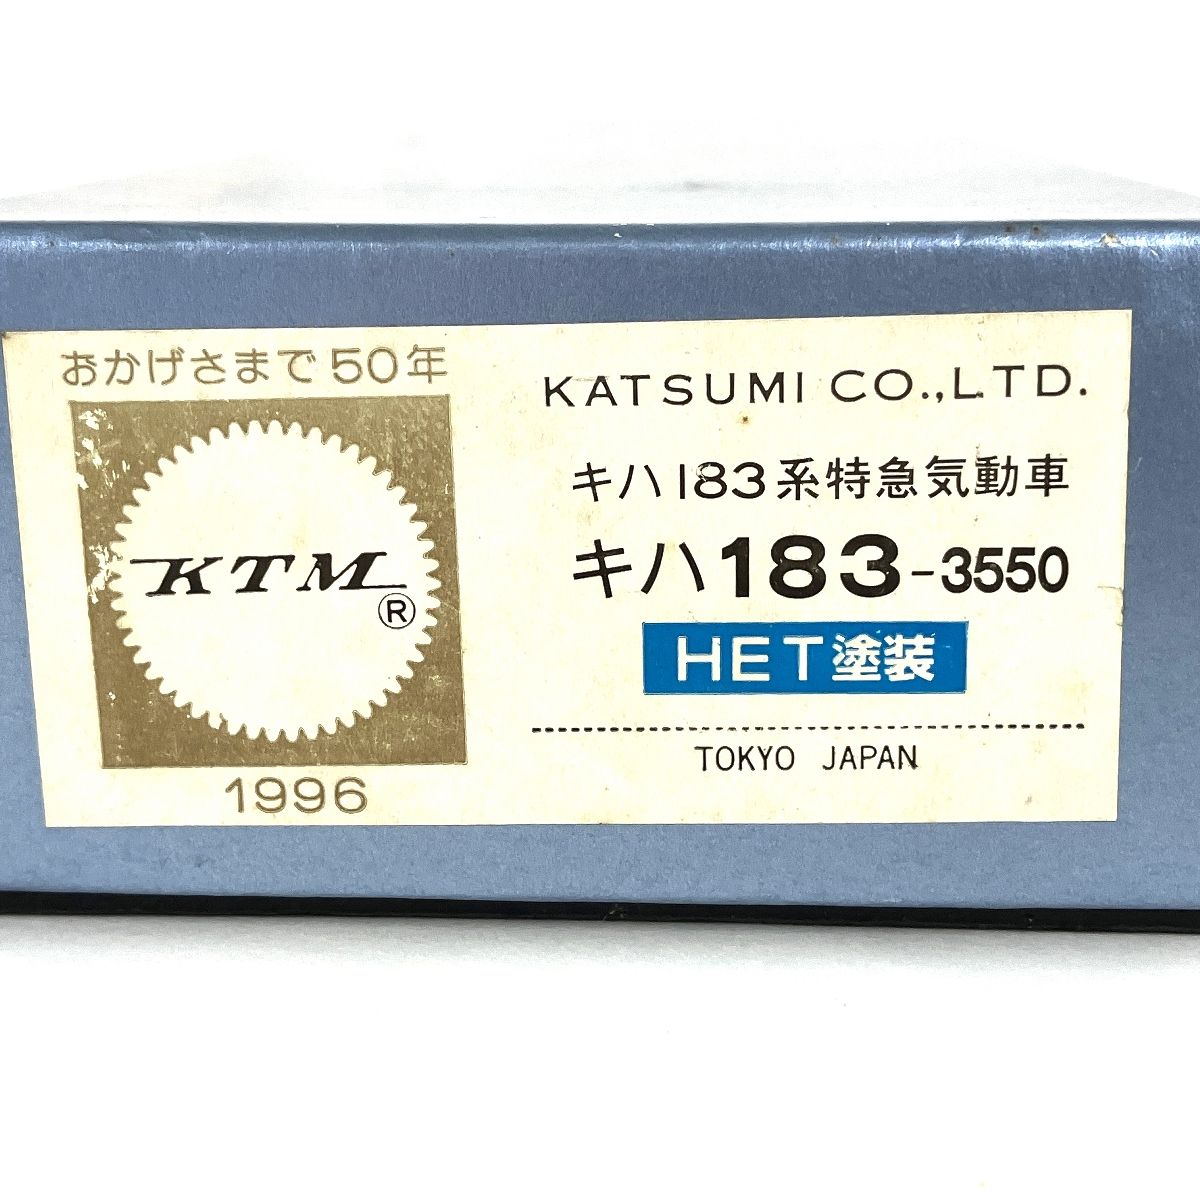 おかげさまで50年
KTM
®
1996
KATSUMI CO.,LTD.
キハ183系特急気動車
キハ183-3550
HET塗装
TOKYO JAPAN